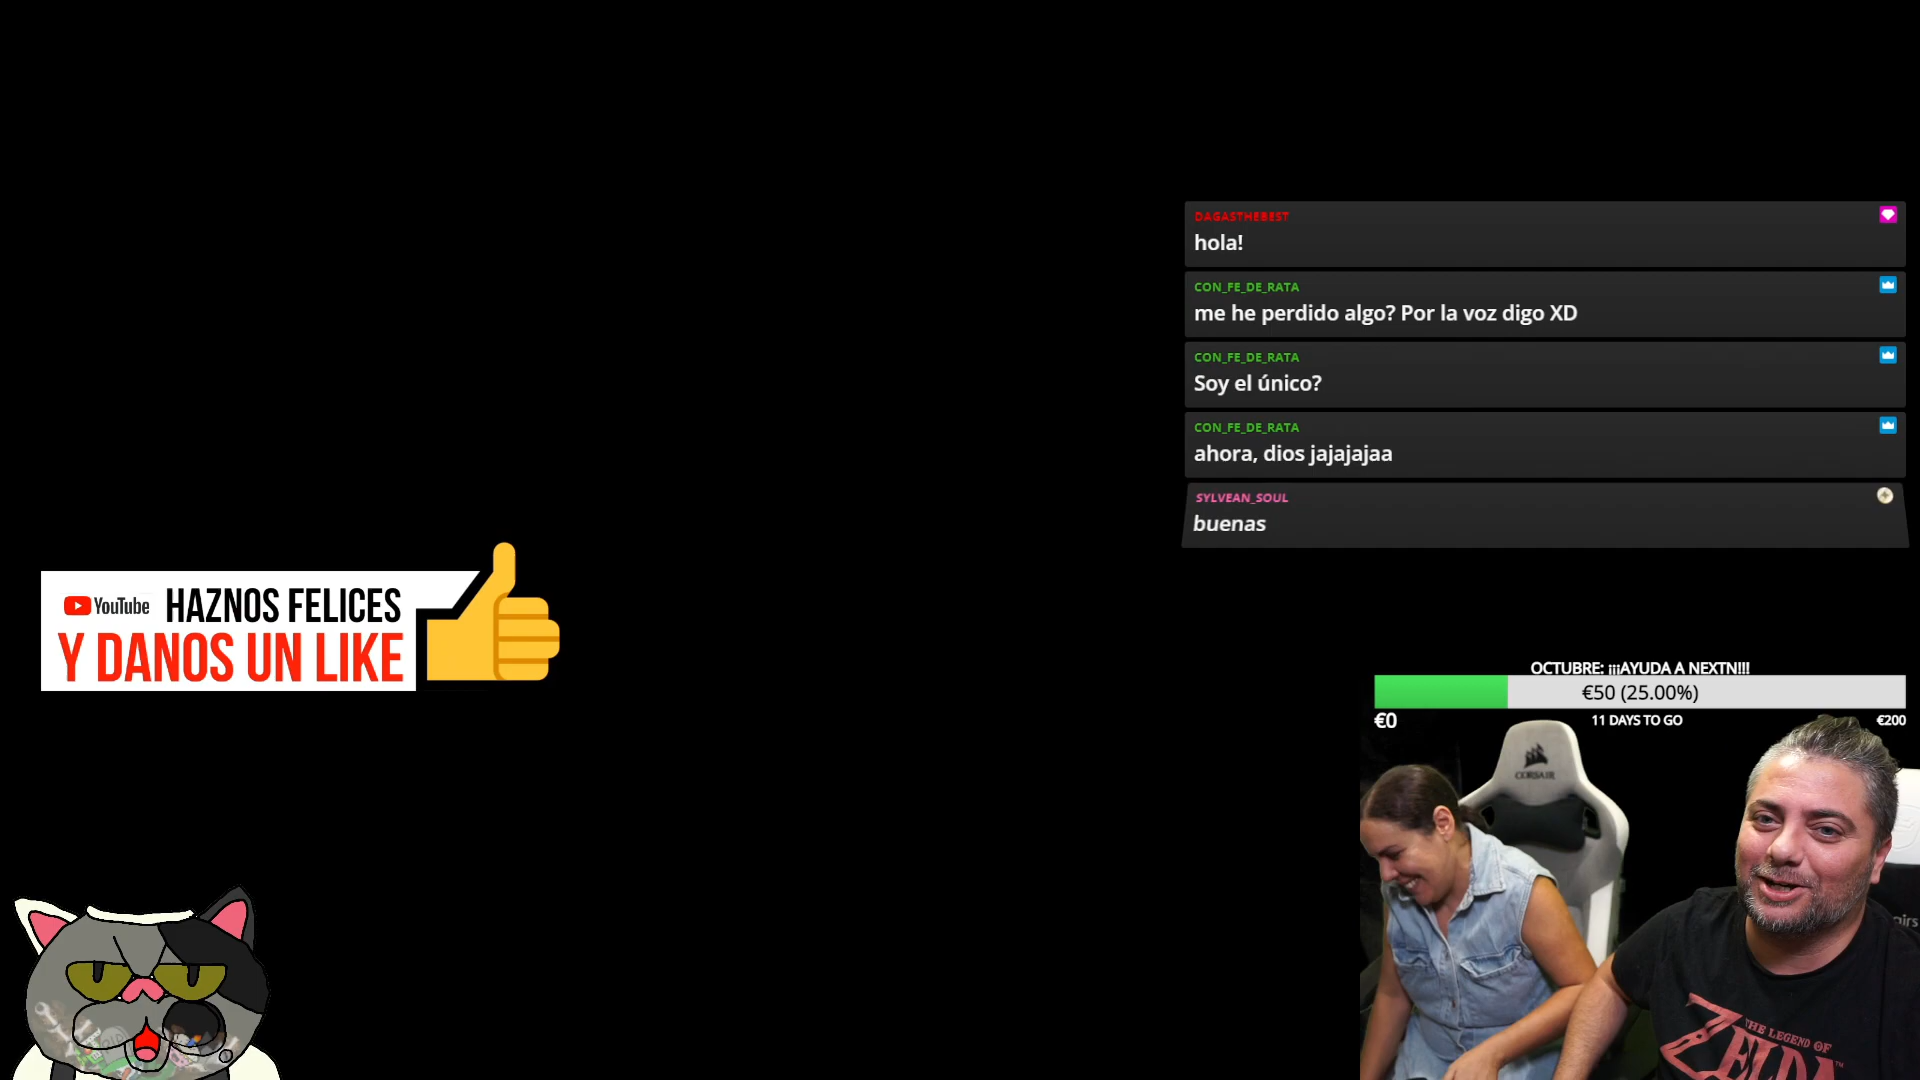 DAGASTHEBEST
hola!
CON_FE_DE_RATA
me he perdido algo? Por la voz digo XD
CON_FE_DE_RATA
Soy el único?
CON_FE_DE_RATA
ahora, dios jajajajaa
SYLVEAN_SOUL
buenas
YouTube HAZNOS FELICES
Y DANOS UN LIKE
OCTUBRE: ¡¡¡AYUDA A NEXTN!!!
€50 (25.00%)
€0 11 DAYS TO GO €200
CORSAIR
THE LEGEND OF
ZELDA